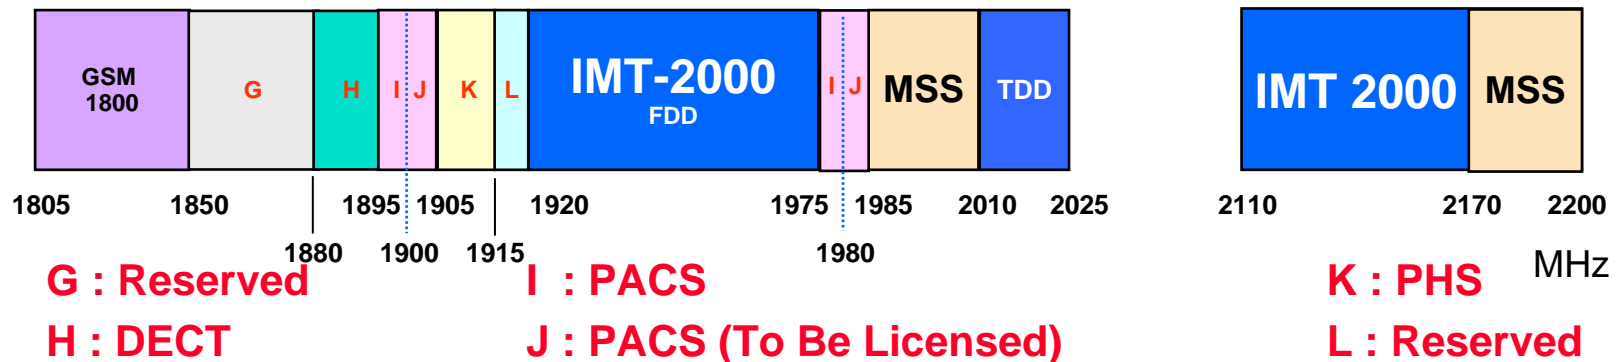 GSM 1800 G H I J K L IMT-2000 FDD I J MSS TDD IMT 2000 MSS
1805 1850 1895 1905 1920 1975 1985 2010 2025 2110 2170 2200
1880 1900 1915 1980 MHz
G : Reserved I : PACS K : PHS
H : DECT J : PACS (To Be Licensed) L : Reserved